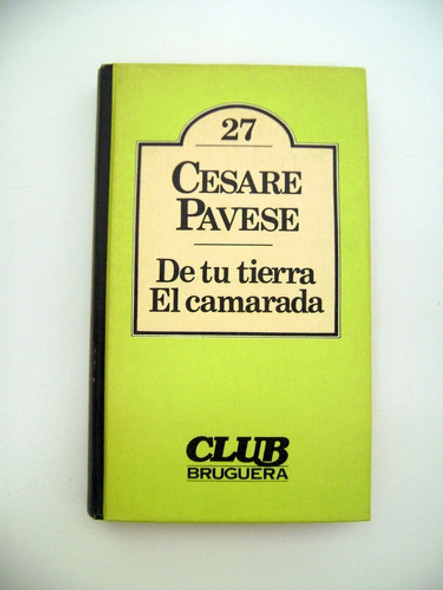 27
CESARE
PAVESE
De tu tierra
El camarada
CLUB
BRUGUERA